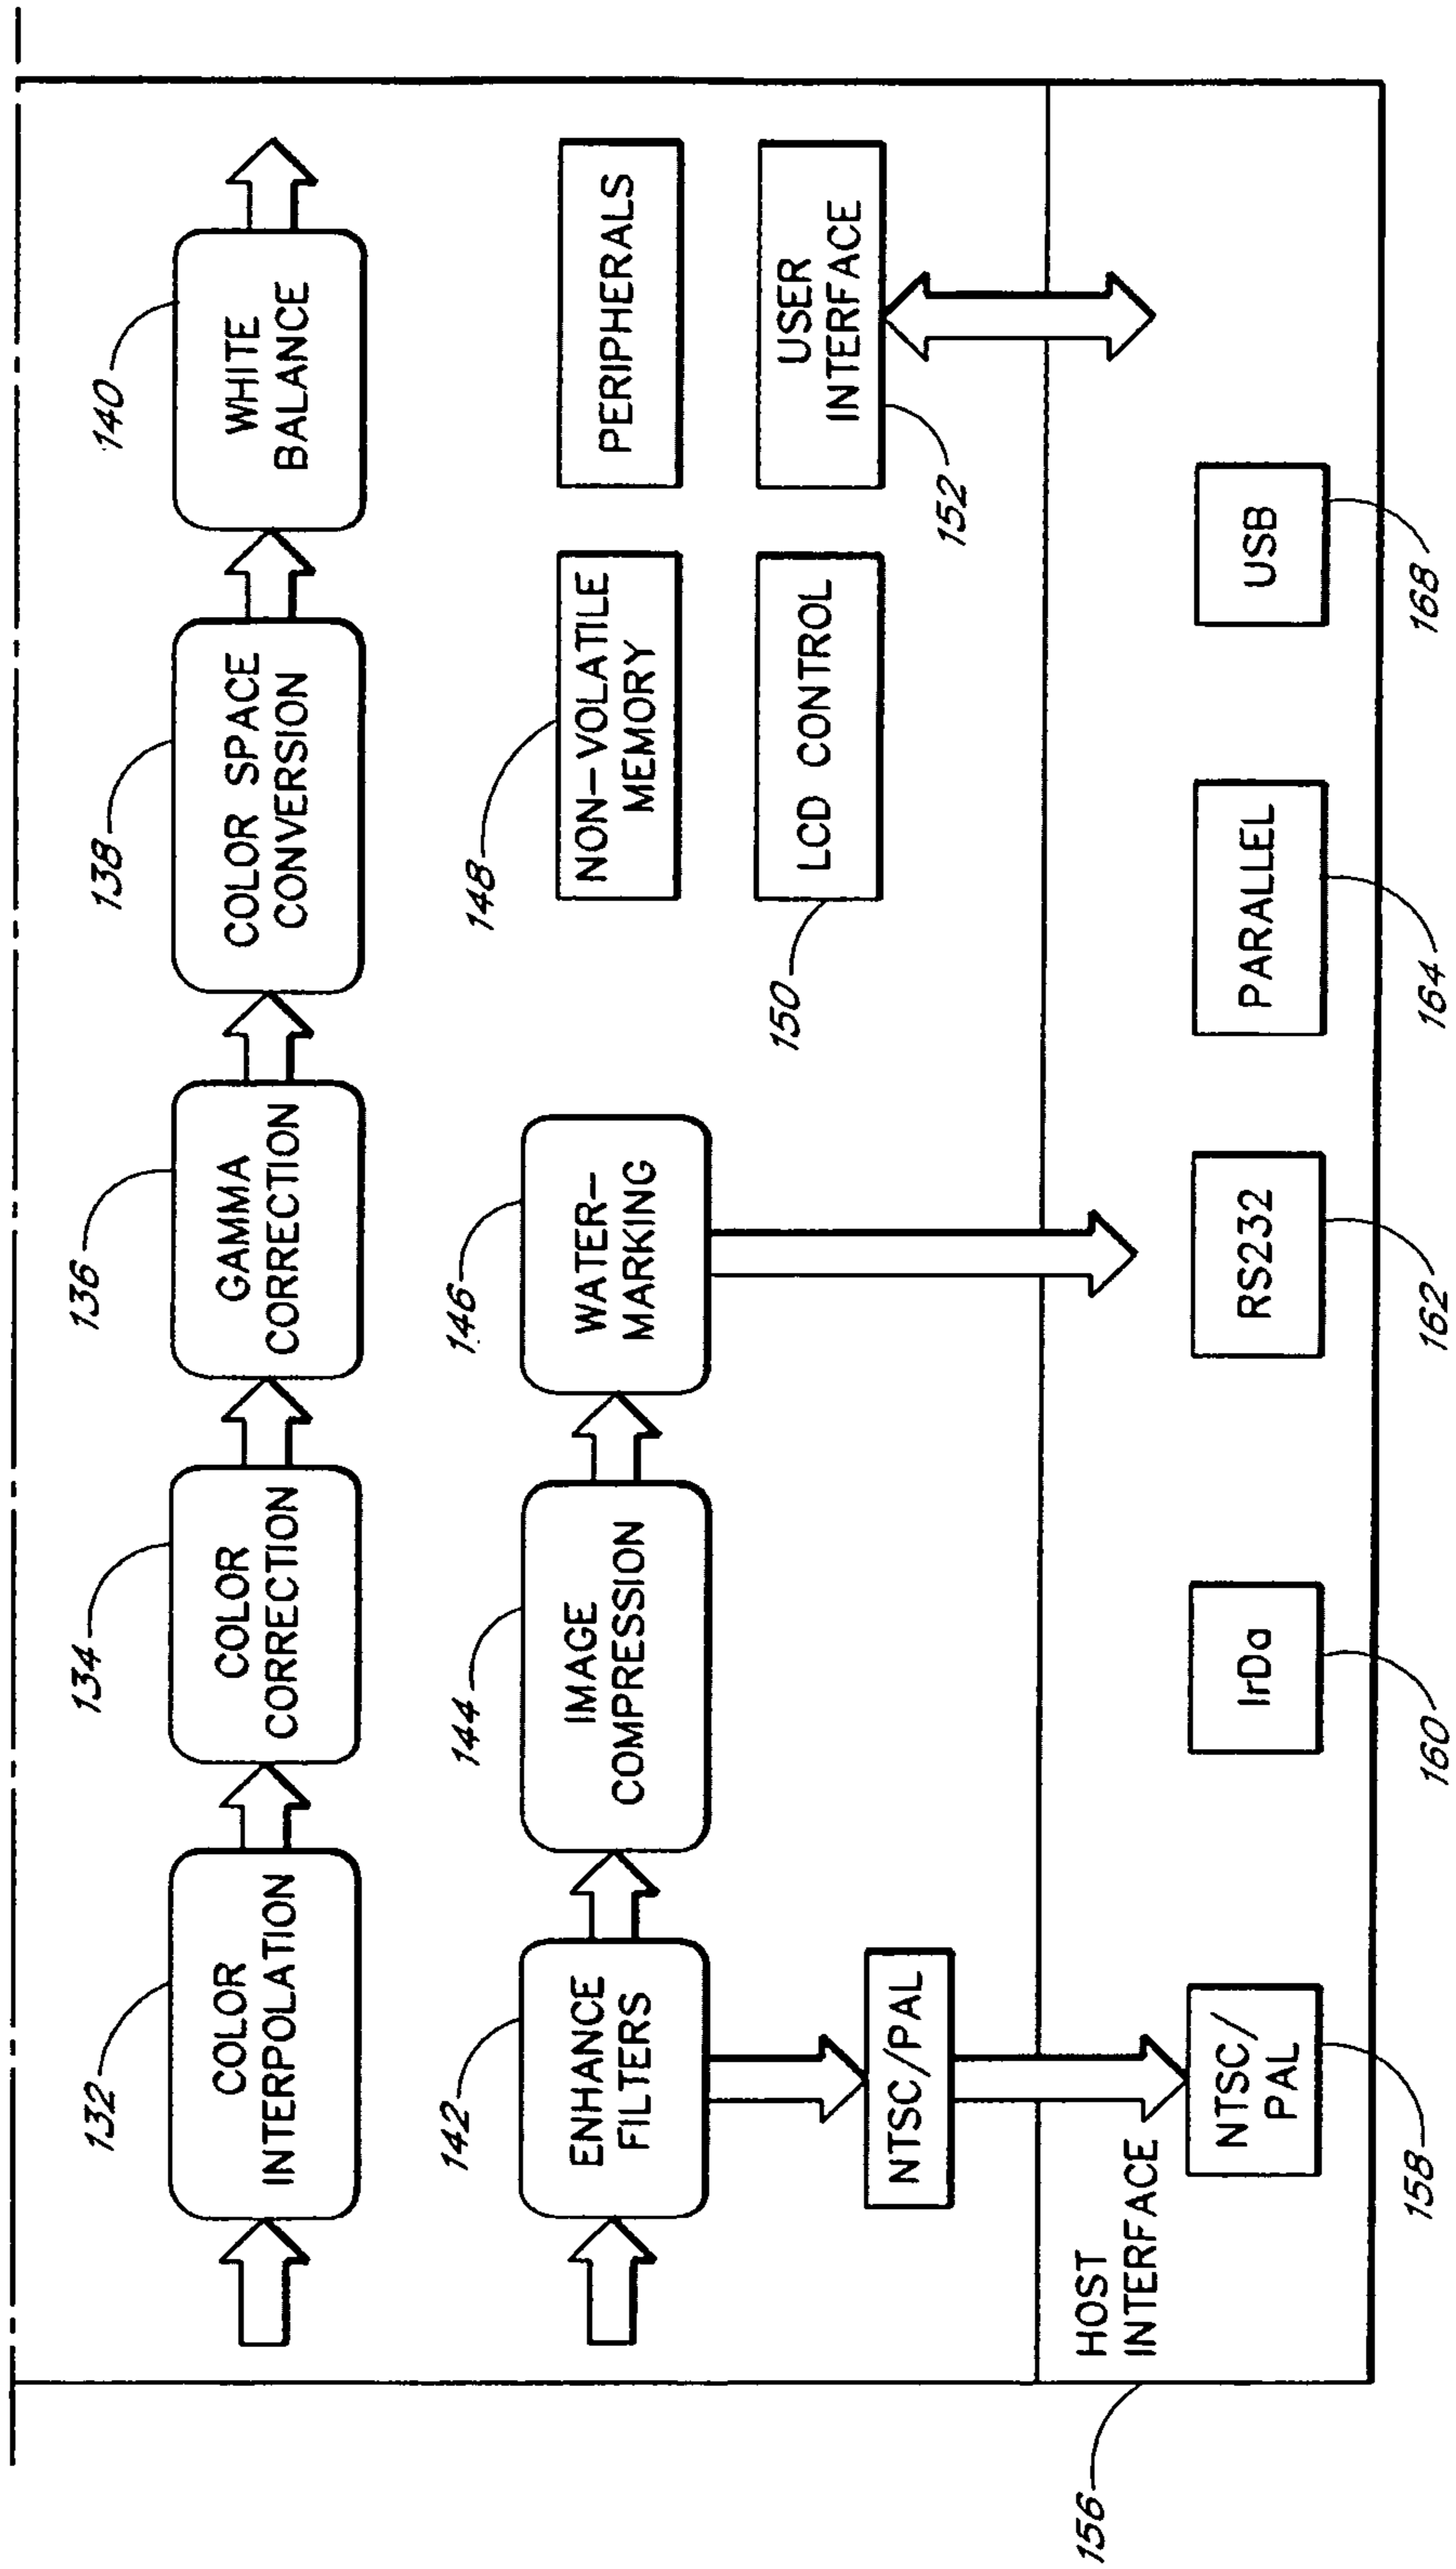 132
COLOR
INTERPOLATION
134
COLOR
CORRECTION
136
GAMMA
CORRECTION
138
COLOR SPACE
CONVERSION
140
WHITE
BALANCE
142
ENHANCE
FILTERS
144
IMAGE
COMPRESSION
146
WATER-
MARKING
148
NON-VOLATILE
MEMORY
PERIPHERALS
NTSC/PAL
150
LCD CONTROL
USER
INTERFACE
152
156
HOST
INTERFACE
NTSC/
PAL
158
IrDa
160
RS232
162
PARALLEL
164
USB
168